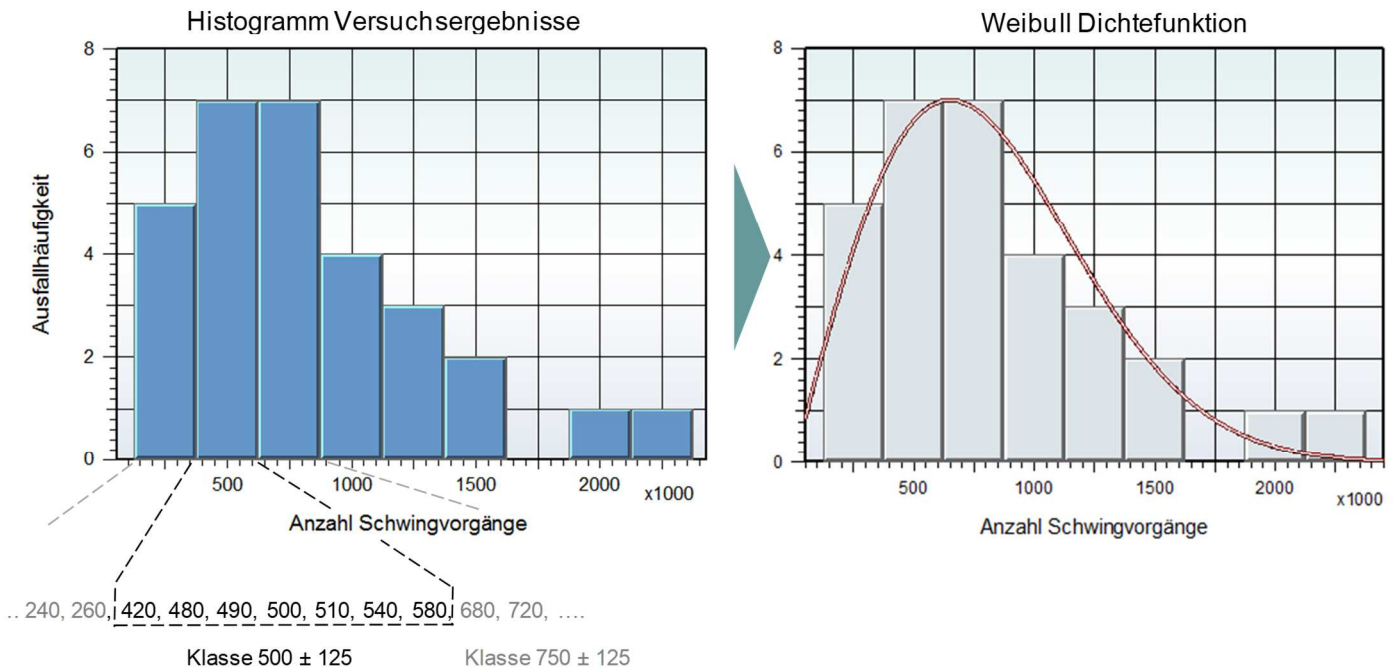 Histogramm Versuchsergebnisse
8
6
4
2
0
Ausfallhäufigkeit
500 1000 1500 2000 x1000
Anzahl Schwingvorgänge
.. 240, 260, 420, 480, 490, 500, 510, 540, 580, 680, 720, ....
Klasse 500 ± 125 Klasse 750 ± 125
Weibull Dichtefunktion
8
6
4
2
0
500 1000 1500 2000 x1000
Anzahl Schwingvorgänge